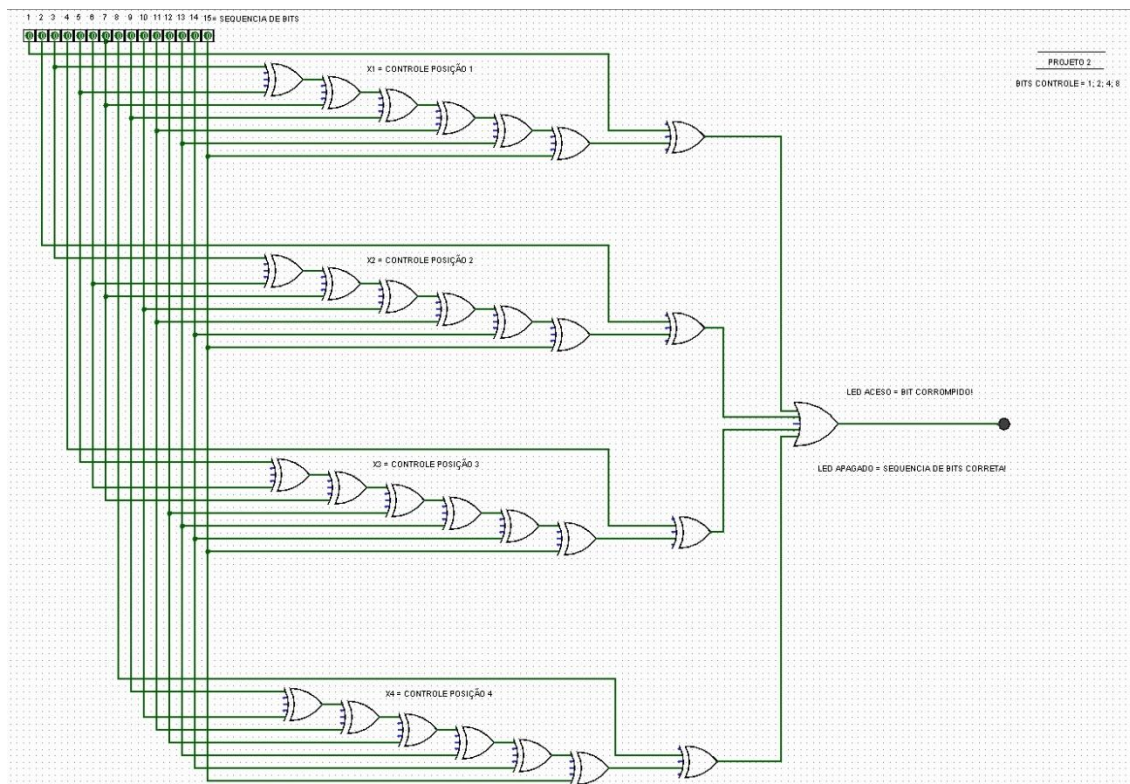 1 2 3 4 5 6 7 8 9 10 11 12 13 14 15= SEQUENCIA DE BITS
PROJETO 2
BITS CONTROLE = 1; 2; 4; 8
X1 = CONTROLE POSIÇÃO 1
X2 = CONTROLE POSIÇÃO 2
LED ACESO = BIT CORROMPIDO!
X3 = CONTROLE POSIÇÃO 3
LED APAGADO = SEQUENCIA DE BITS CORRETA!
X4 = CONTROLE POSIÇÃO 4